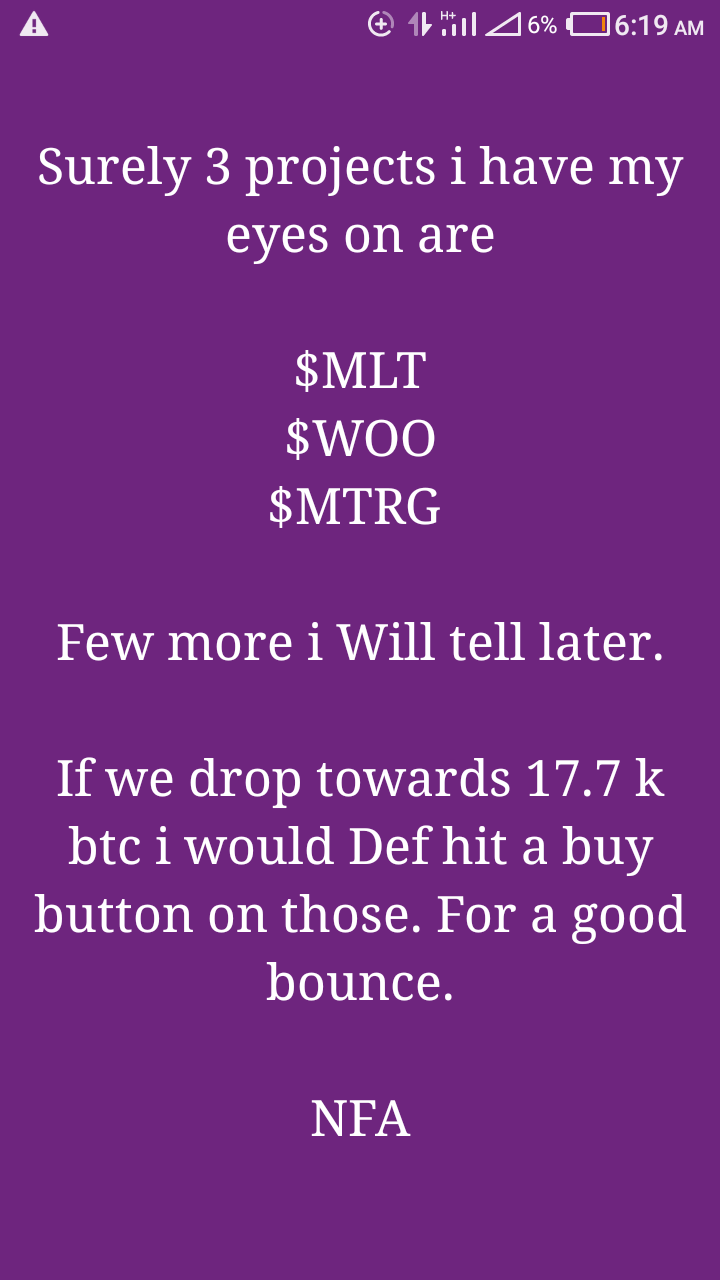 H+ 6% 6:19 AM
Surely 3 projects i have my
eyes on are
$MLT
$WOO
$MTRG
Few more i Will tell later.
If we drop towards 17.7 k
btc i would Def hit a buy
button on those. For a good
bounce.
NFA